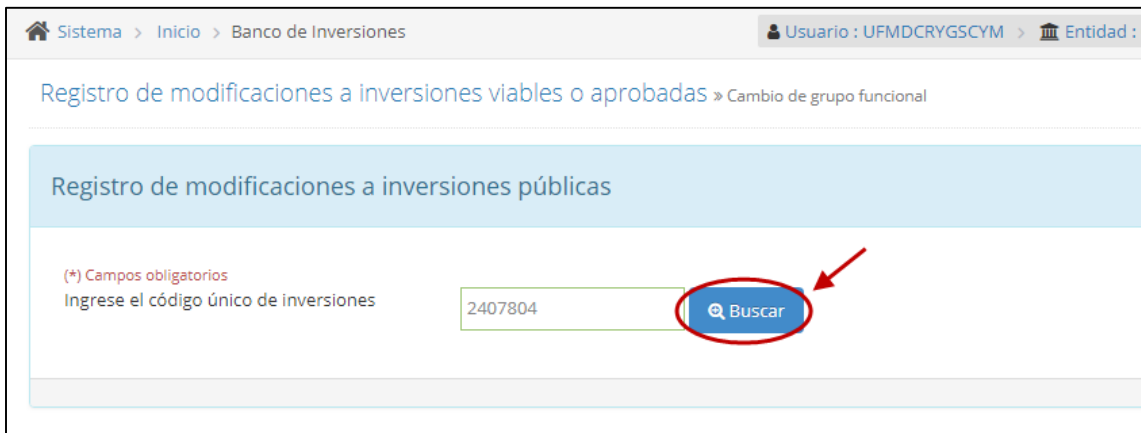 Sistema > Inicio > Banco de Inversiones Usuario : UFMDCRYGSCYM > Entidad :
Registro de modificaciones a inversiones viables o aprobadas » Cambio de grupo funcional
Registro de modificaciones a inversiones públicas
(*) Campos obligatorios
Ingrese el código único de inversiones 2407804 Buscar